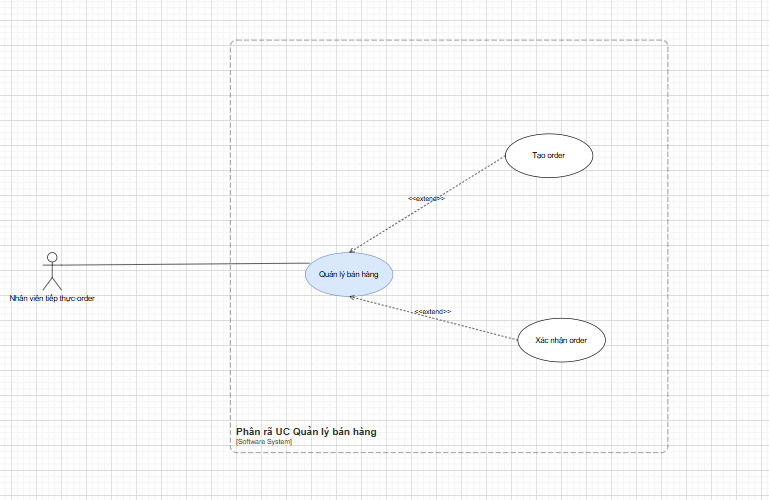 Tạo order
<<extend>>
Quản lý bán hàng
Nhân viên tiếp thực-order
<<extend>>
Xác nhận order
Phân rã UC Quản lý bán hàng
[Software System]